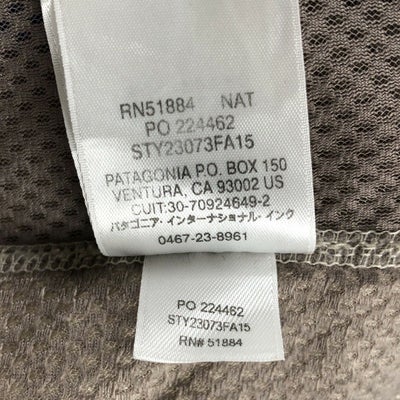 RN51884 NAT
PO 224462
STY23073FA15
PATAGONIA P.O. BOX 150
VENTURA, CA 93002 US
CUIT:30-70924649-2
パタゴニア・インターナショナル・インク
0467-23-8961
PO 224462
STY23073FA15
RN# 51884